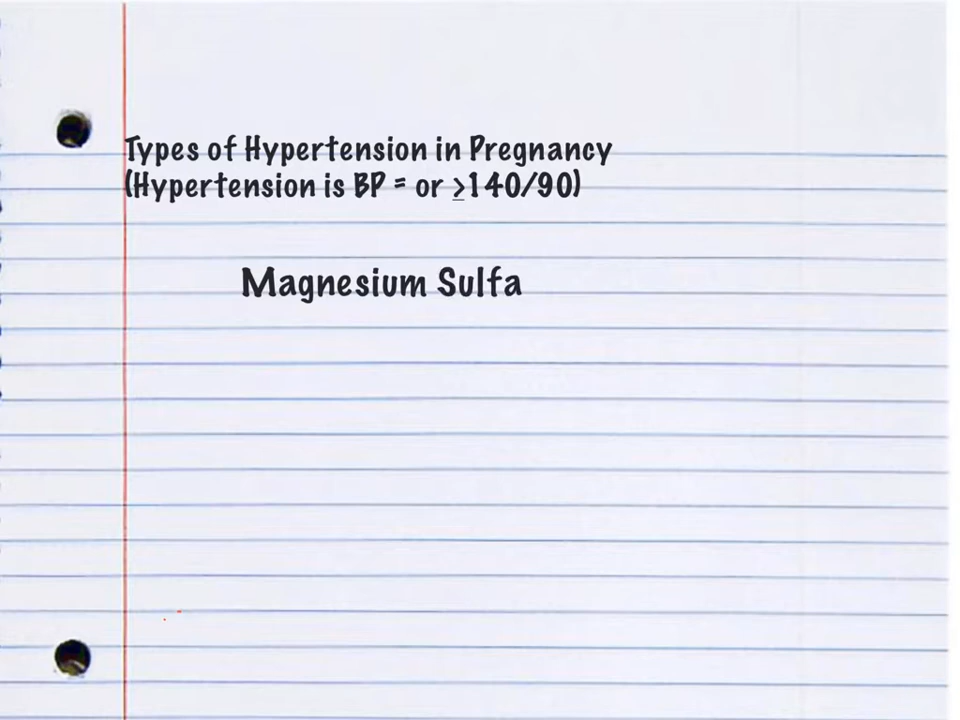 Types of Hypertension in Pregnancy
(Hypertension is BP = or >140/90)
Magnesium Sulfa